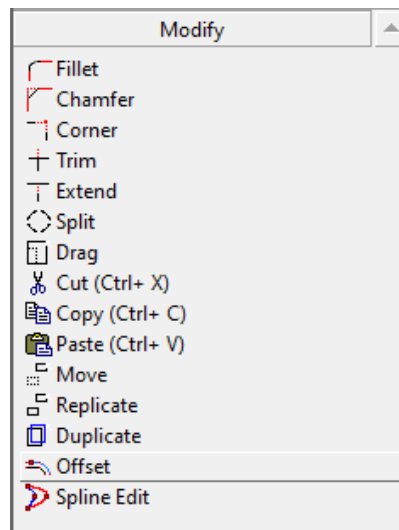 Modify
Fillet
Chamfer
Corner
Trim
Extend
Split
Drag
Cut (Ctrl+ X)
Copy (Ctrl+ C)
Paste (Ctrl+ V)
Move
Replicate
Duplicate
Offset
Spline Edit